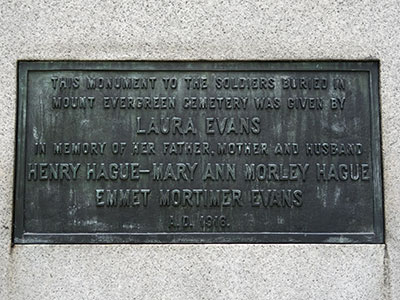 THIS MONUMENT TO THE SOLDIERS BURIED IN
MOUNT EVERGREEN CEMETERY WAS GIVEN BY
LAURA EVANS
IN MEMORY OF HER FATHER, MOTHER AND HUSBAND
HENRY HAGUE–MARY ANN MORLEY HAGUE
EMMET MORTIMER EVANS
A.D. 1918.